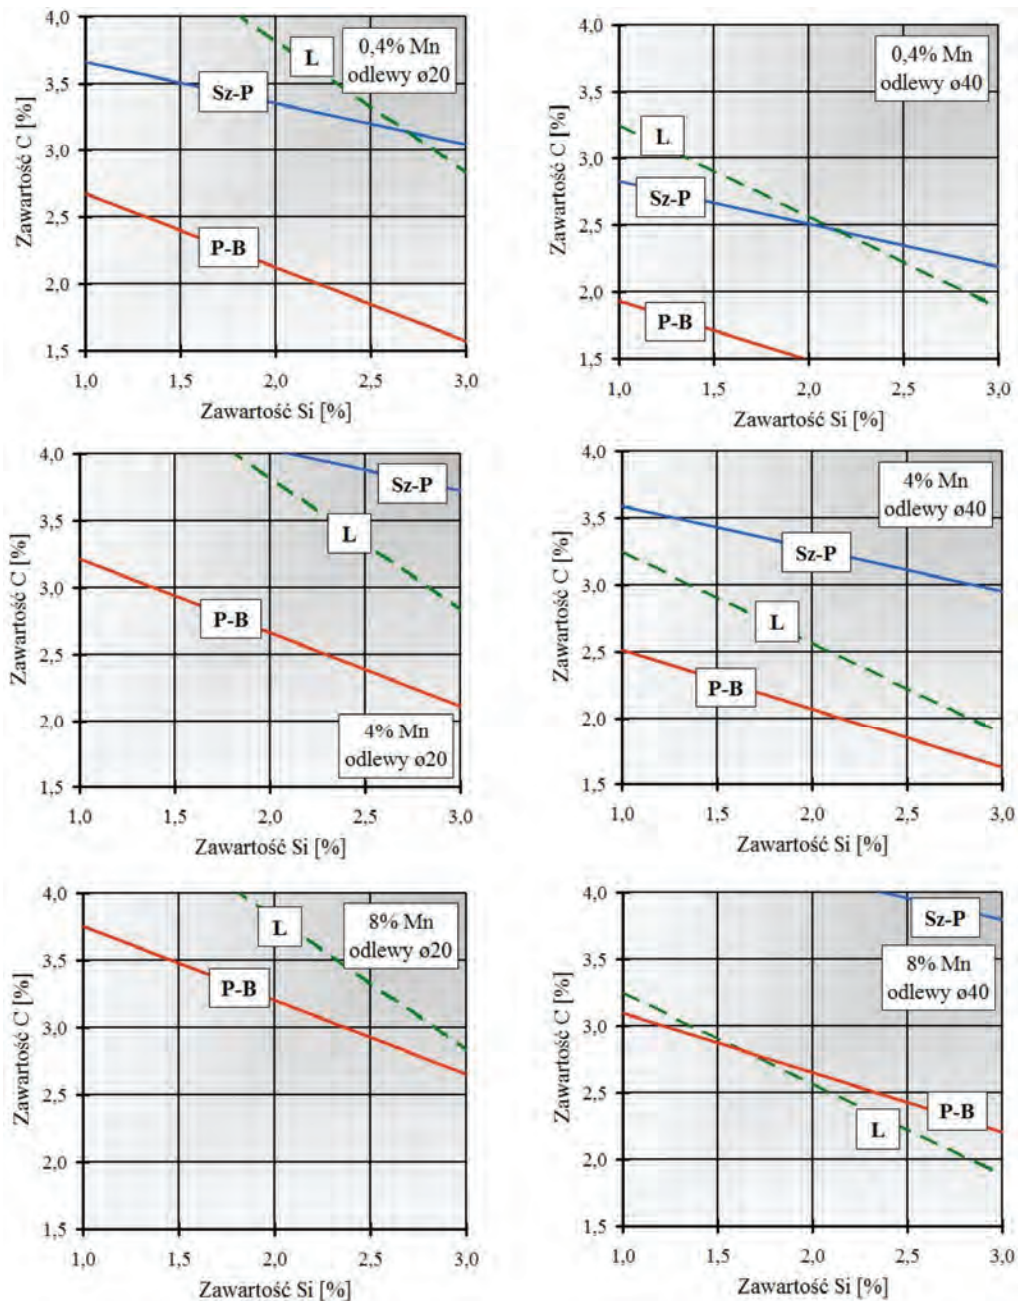 4,0
3,5
3,0
2,5
2,0
1,5
Zawartość C [%]
L
Sz-P
P-B
0,4% Mn
odlewy ø20
1,0
1,5
2,0
2,5
3,0
Zawartość Si [%]
4,0
3,5
3,0
2,5
2,0
1,5
Zawartość C [%]
L
Sz-P
P-B
0,4% Mn
odlewy ø40
1,0
1,5
2,0
2,5
3,0
Zawartość Si [%]
4,0
3,5
3,0
2,5
2,0
1,5
Zawartość C [%]
Sz-P
L
P-B
4% Mn
odlewy ø20
1,0
1,5
2,0
2,5
3,0
Zawartość Si [%]
4,0
3,5
3,0
2,5
2,0
1,5
Zawartość C [%]
4% Mn
odlewy ø40
Sz-P
L
P-B
1,0
1,5
2,0
2,5
3,0
Zawartość Si [%]
4,0
3,5
3,0
2,5
2,0
1,5
Zawartość C [%]
L
8% Mn
odlewy ø20
P-B
1,0
1,5
2,0
2,5
3,0
Zawartość Si [%]
4,0
3,5
3,0
2,5
2,0
1,5
Zawartość C [%]
Sz-P
8% Mn
odlewy ø40
P-B
L
1,0
1,5
2,0
2,5
3,0
Zawartość Si [%]